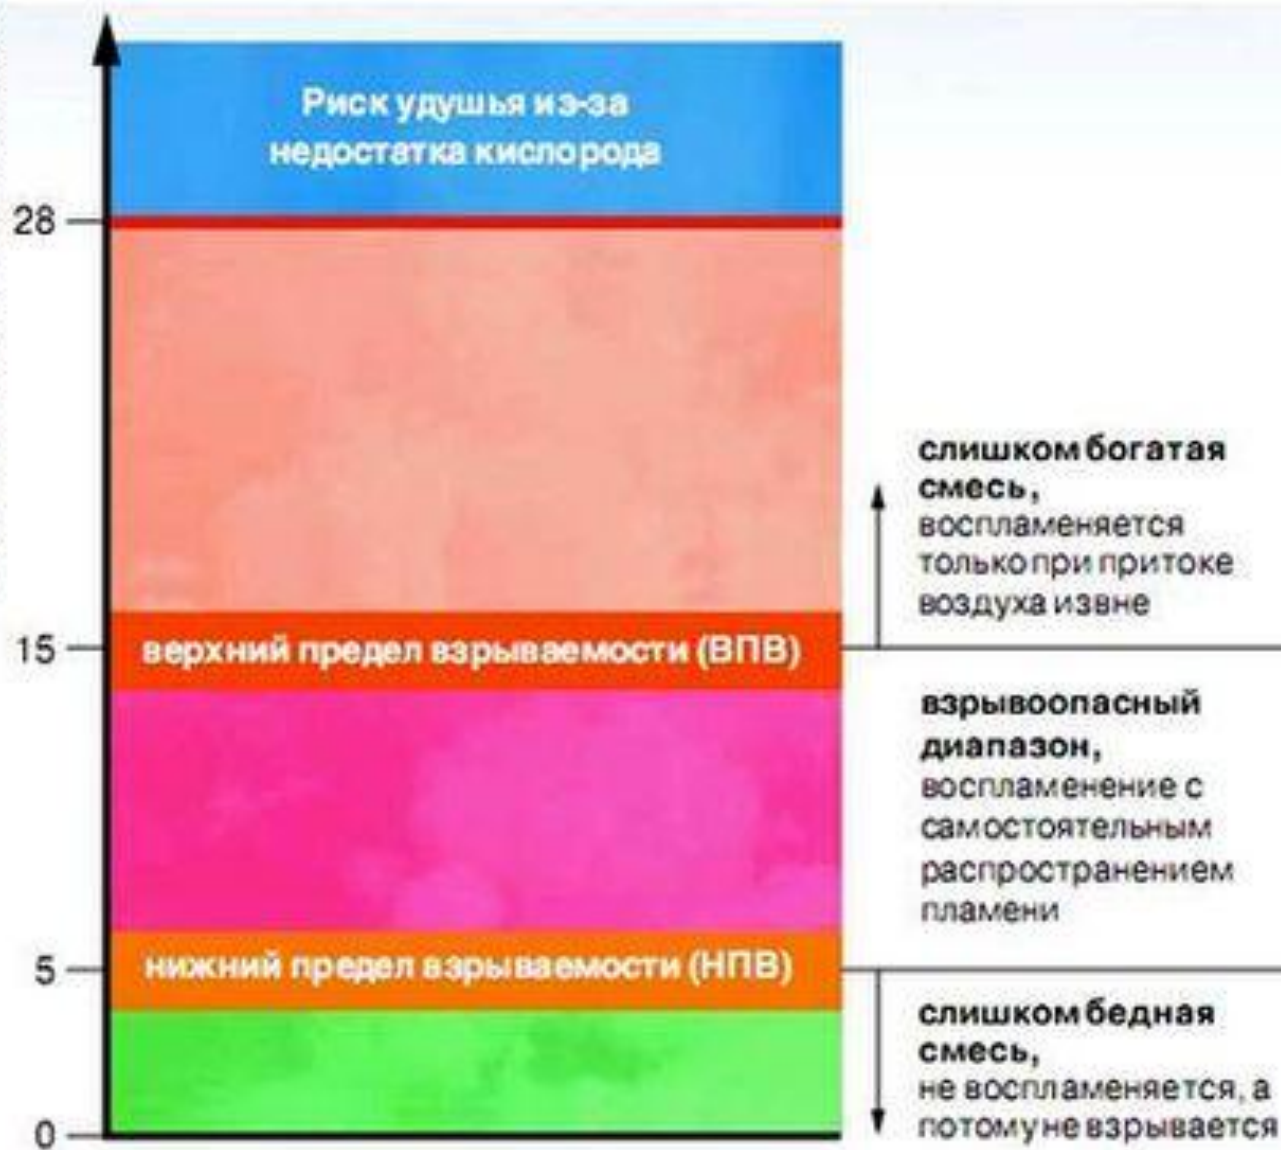 Риск удушья из-за
недостатка кислорода
28
слишком богатая
смесь,
воспламеняется
только при притоке
воздуха извне
15
верхний предел взрываемости (ВПВ)
взрывоопасный
диапазон,
воспламенение с
самостоятельным
распространением
пламени
5
нижний предел взрываемости (НПВ)
слишком бедная
смесь,
не воспламеняется, а
потому не взрывается
0